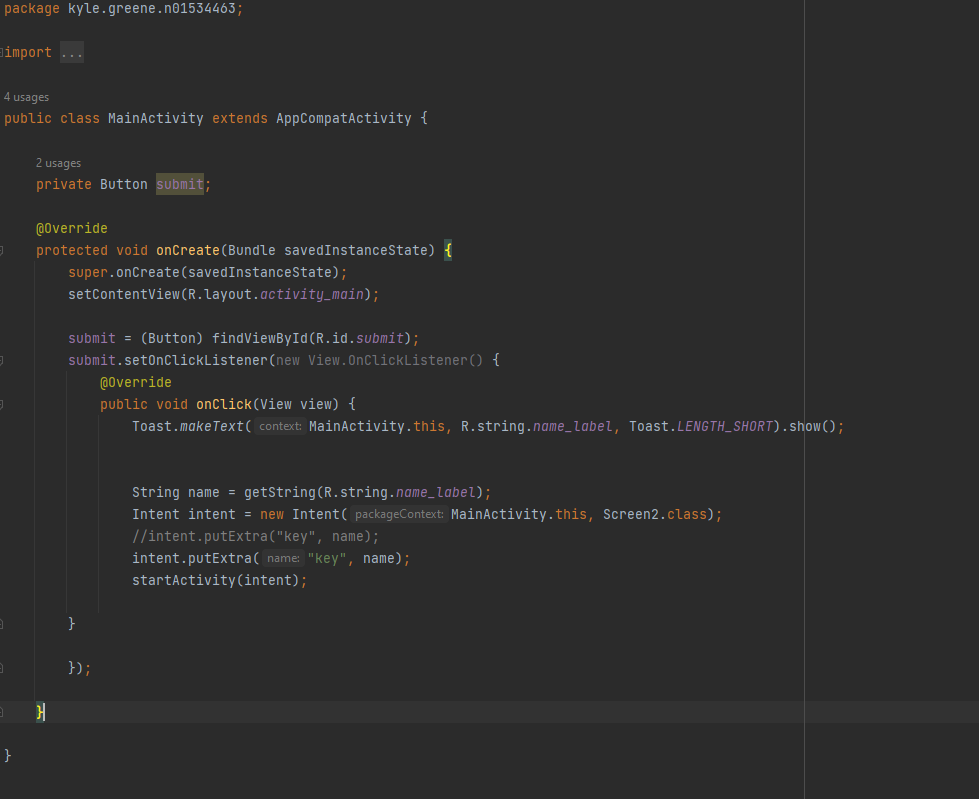 package kyle.greene.n01534463;
import ...
4 usages
public class MainActivity extends AppCompatActivity {
2 usages
private Button submit;
@Override
protected void onCreate(Bundle savedInstanceState) {
super.onCreate(savedInstanceState);
setContentView(R.layout.activity_main);
submit = (Button) findViewById(R.id.submit);
submit.setOnClickListener(new View.OnClickListener() {
@Override
public void onClick(View view) {
Toast.makeText( context: MainActivity.this, R.string.name_label, Toast.LENGTH_SHORT).show();
String name = getString(R.string.name_label);
Intent intent = new Intent( packageContext: MainActivity.this, Screen2.class);
//intent.putExtra("key", name);
intent.putExtra( name: "key", name);
startActivity(intent);
}
});
}
}